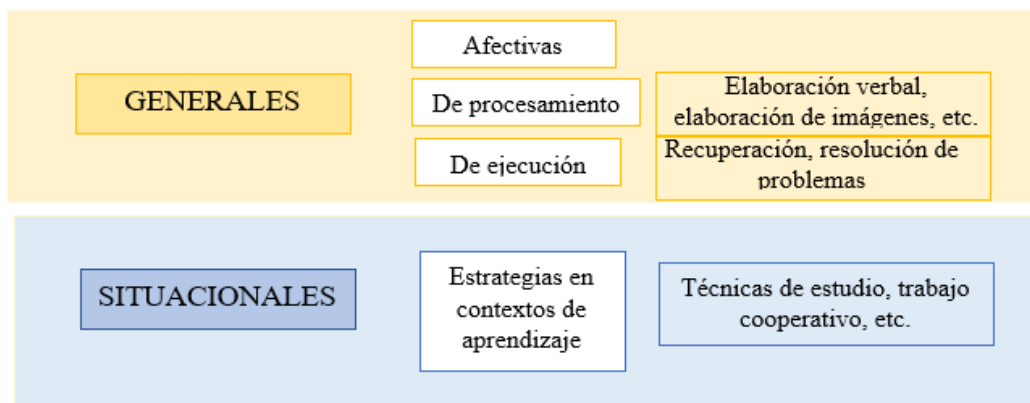 GENERALES
Afectivas
De procesamiento
Elaboración verbal,
elaboración de imágenes, etc.
De ejecución
Recuperación, resolución de
problemas
SITUACIONALES
Estrategias en
contextos de
aprendizaje
Técnicas de estudio, trabajo
cooperativo, etc.